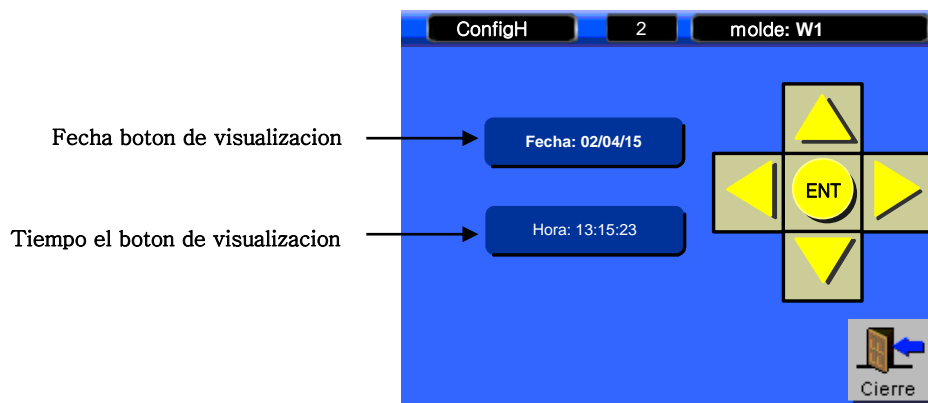 ConfigH 2 molde: W1
Fecha boton de visualizacion
Fecha: 02/04/15
ENT
Tiempo el boton de visualizacion
Hora: 13:15:23
Cierre